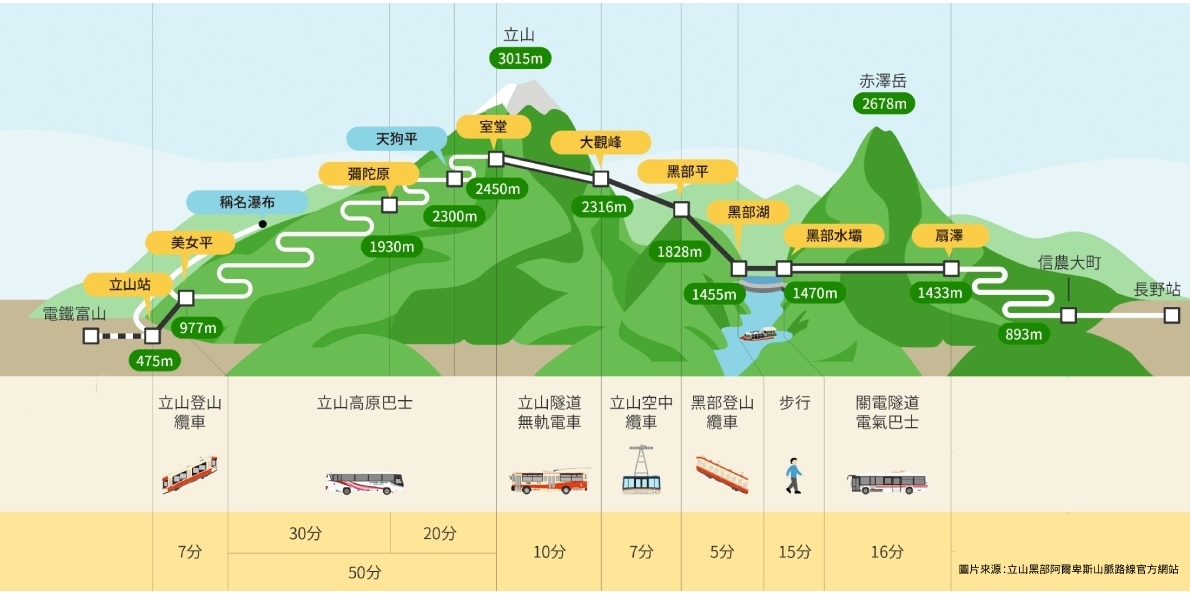 立山
3015m
赤澤岳
2678m
天狗平
室堂
大觀峰
彌陀原
黑部平
2450m
稱名瀑布
2300m
2316m
黑部湖
美女平
1930m
1828m
黑部水壩
扇澤
信農大町
立山站
1455m
1470m
1433m
長野站
電鐵富山
977m
893m
475m
立山登山
纜車
立山高原巴士
立山隧道
無軌電車
立山空中
纜車
黑部登山
纜車
步行
關電隧道
電氣巴士
30分
20分
7分
50分
10分
7分
5分
15分
16分
圖片來源:立山黑部阿爾卑斯山脈路線官方網站